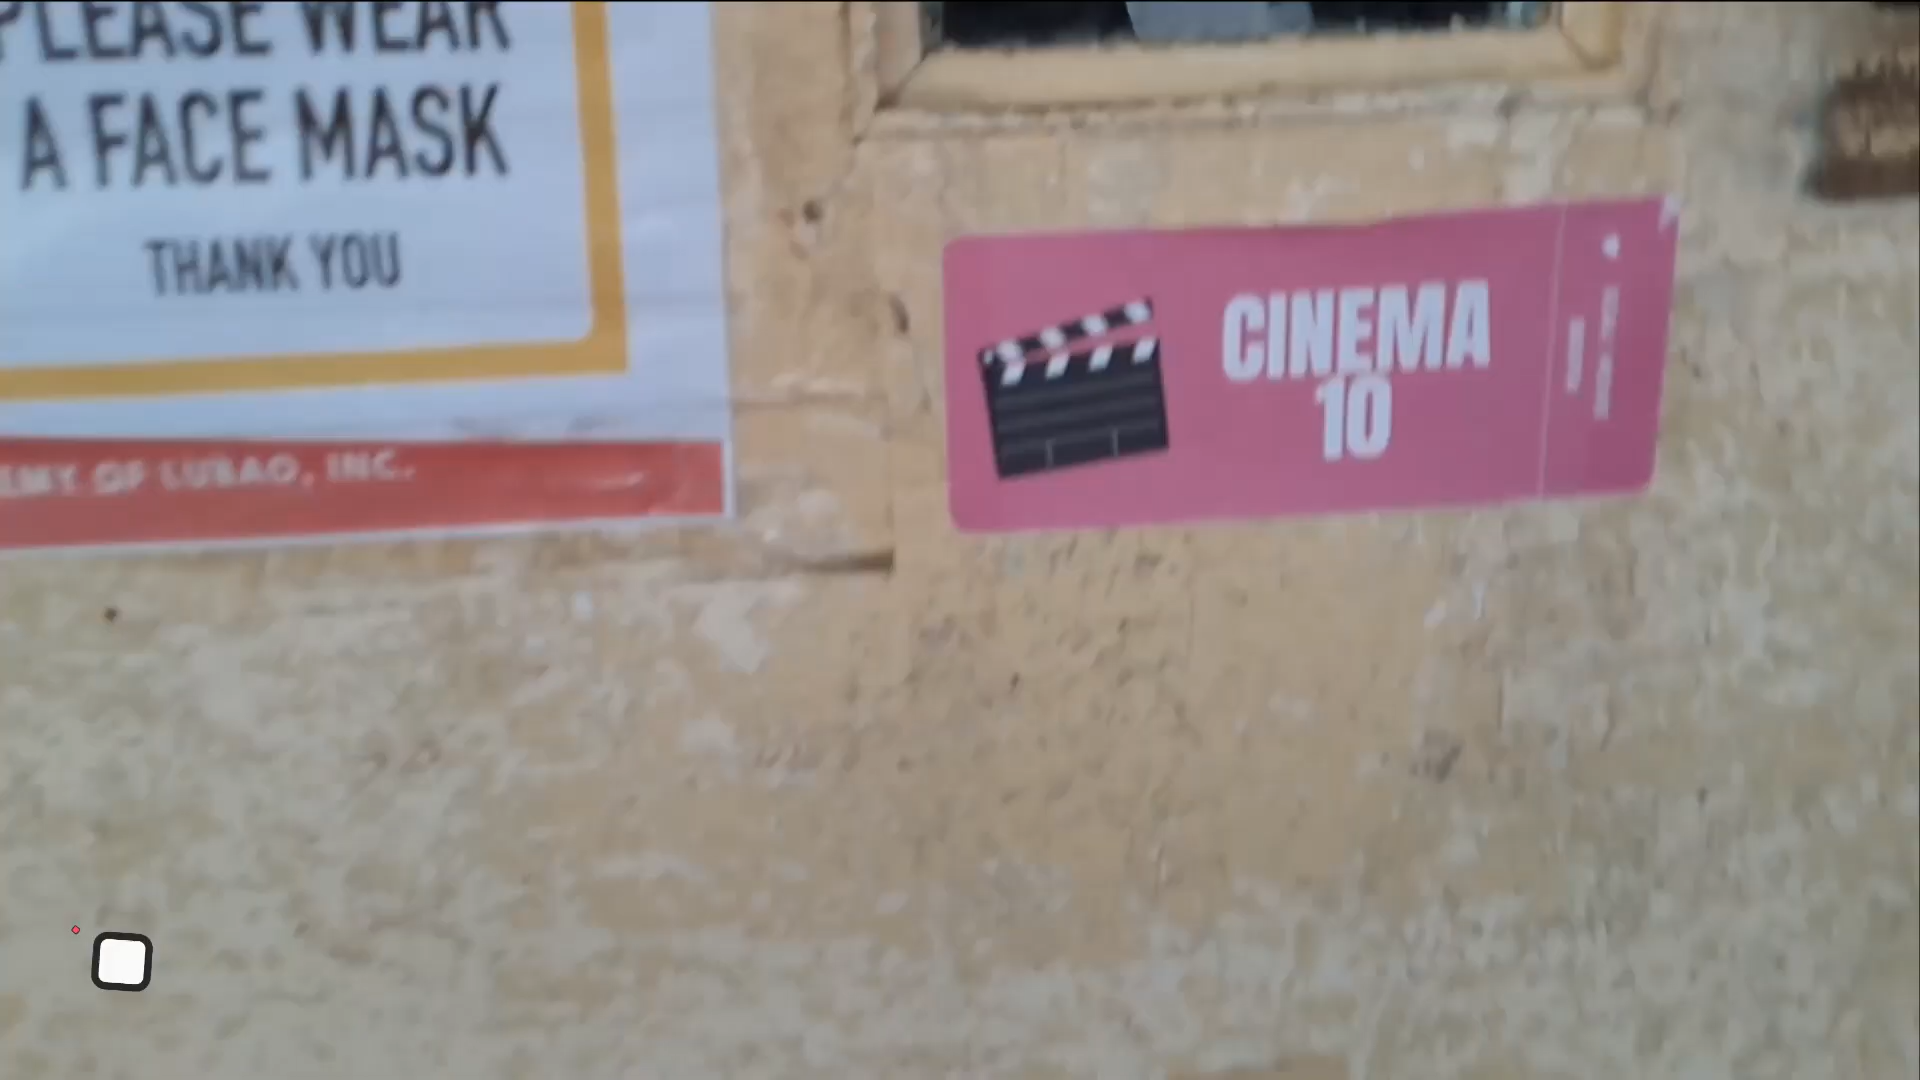 PLEASE WEAR
A FACE MASK
THANK YOU
OF LUBAO, INC.
CINEMA
10